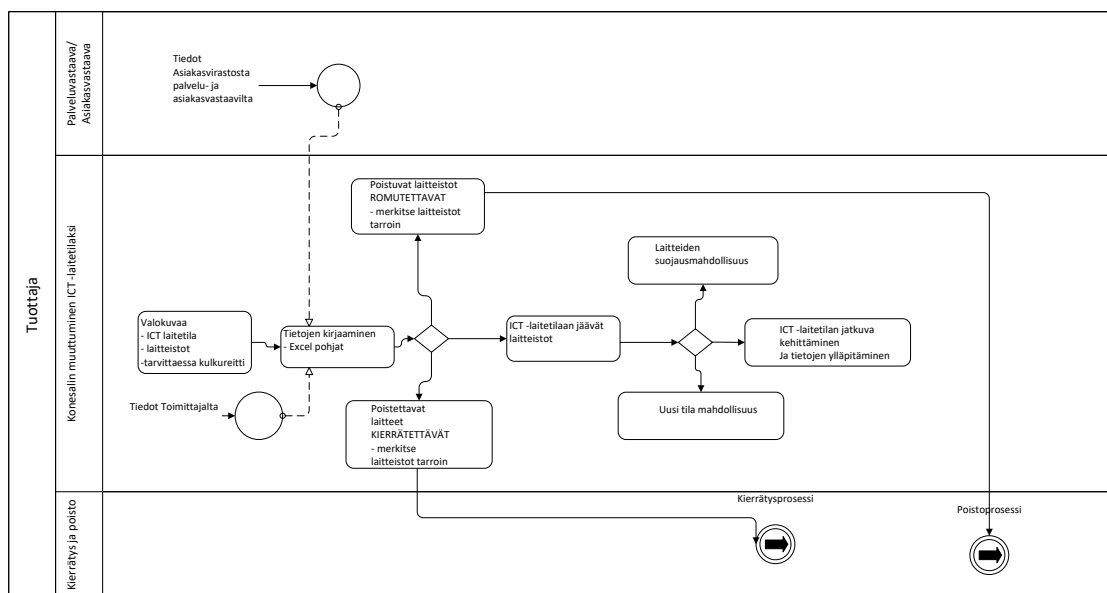 Tuottaja
Palveluvastaava/
Asiakasvastaava
Tiedot
Asiakasvirastosta
palvelu- ja
asiakasvastaavilta
Konesalin muuttuminen ICT -laitetilaksi
Poistuvat laitteistot
ROMUTETTAVAT
- merkitse laitteistot
tarroin
Laitteiden
suojausmahdollisuus
Valokuvaa
- ICT laitetila
- laitteistot
-tarvittaessa kulkureitti
Tietojen kirjaaminen
- Excel pohjat
ICT -laitetilaan jäävät
laitteistot
ICT -laitetilan jatkuva
kehittäminen
Ja tietojen ylläpitäminen
Tiedot Toimittajalta
Poistettavat
laitteet
KIERRÄTETTÄVÄT
- merkitse
laitteistot tarroin
Uusi tila mahdollisuus
Kierrätys ja poisto
Kierrätysprosessi
Poistoprosessi